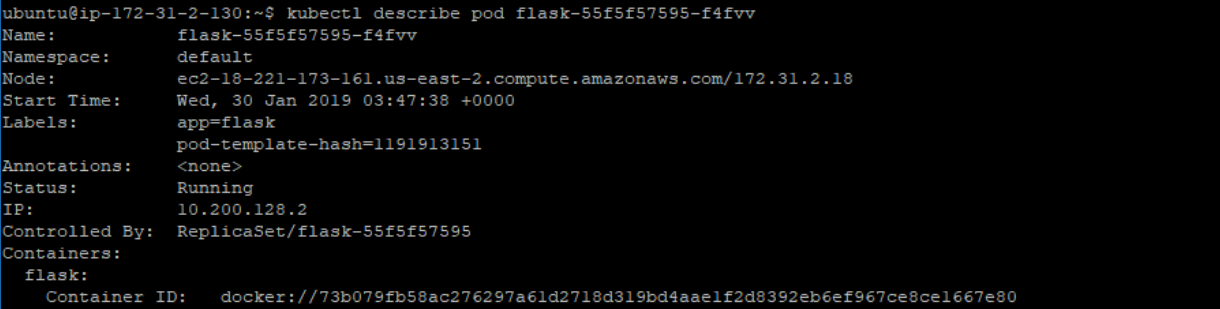 ubuntu@ip-172-31-2-130:~$ kubectl describe pod flask-55f5f57595-f4fvv
Name:           flask-55f5f57595-f4fvv
Namespace:      default
Node:           ec2-18-221-173-161.us-east-2.compute.amazonaws.com/172.31.2.18
Start Time:     Wed, 30 Jan 2019 03:47:38 +0000
Labels:         app=flask
                pod-template-hash=1191913151
Annotations:    <none>
Status:         Running
IP:             10.200.128.2
Controlled By:  ReplicaSet/flask-55f5f57595
Containers:
  flask:
    Container ID:   docker://73b079fb58ac276297a61d2718d319bd4aae1f2d8392eb6ef967ce8ce1667e80